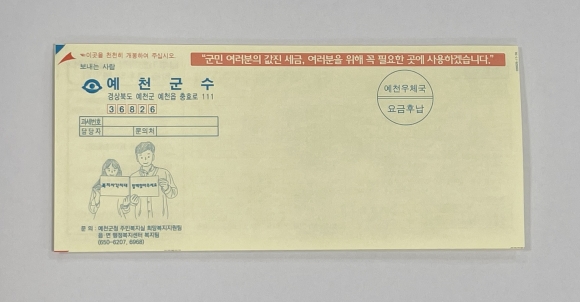 이곳을 천천히 개봉하여 주십시오.
"군민 여러분의 값진 세금, 여러분을 위해 꼭 필요한 곳에 사용하겠습니다."
보내는 사람
예천군수
경상북도 예천군 예천읍 충효로 111
36826
과세번호
담당자 문의처
예천우체국
요금후납
복지사각지대 함께찾아주세요
문의 : 예천군청 주민복지실 희망복지지원팀
읍·면 행정복지센터 복지팀
(650-6207, 6968)